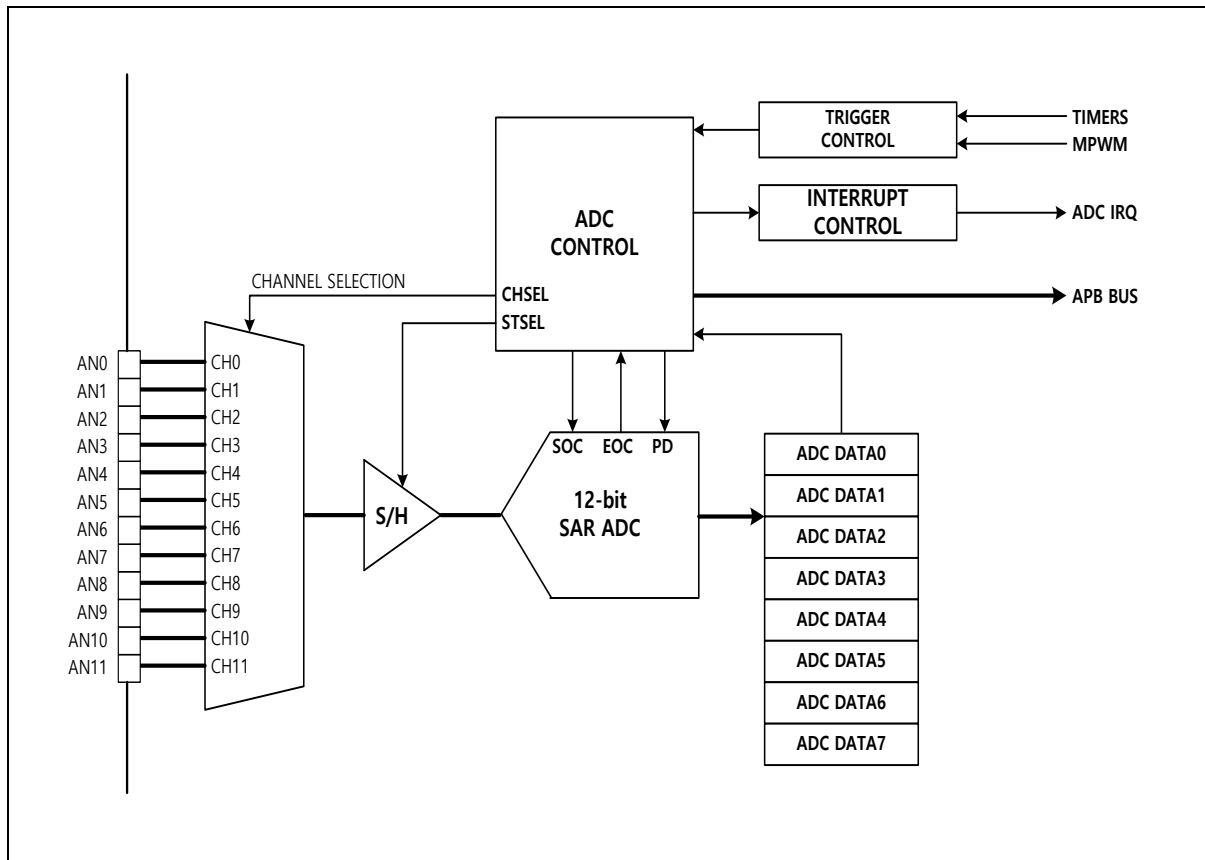 TRIGGER
CONTROL
TIMERS
MPWM
INTERRUPT
CONTROL
ADC IRQ
ADC
CONTROL
CHANNEL SELECTION
CHSEL
STSEL
APB BUS
AN0 CH0
AN1 CH1
AN2 CH2
AN3 CH3
AN4 CH4
AN5 CH5
AN6 CH6
AN7 CH7
AN8 CH8
AN9 CH9
AN10 CH10
AN11 CH11
S/H
SOC EOC PD
12-bit
SAR ADC
ADC DATA0
ADC DATA1
ADC DATA2
ADC DATA3
ADC DATA4
ADC DATA5
ADC DATA6
ADC DATA7